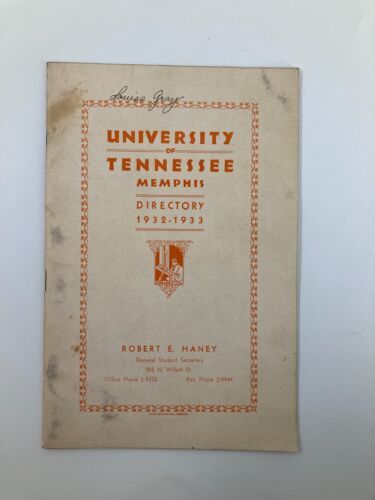 Louise Gray
UNIVERSITY
OF
TENNESSEE
MEMPHIS
DIRECTORY
1932-1933
ROBERT E. HANEY
General Student Secretary
985 N. Willett St.
Office Phone 2-9325 Res. Phone 2-9944